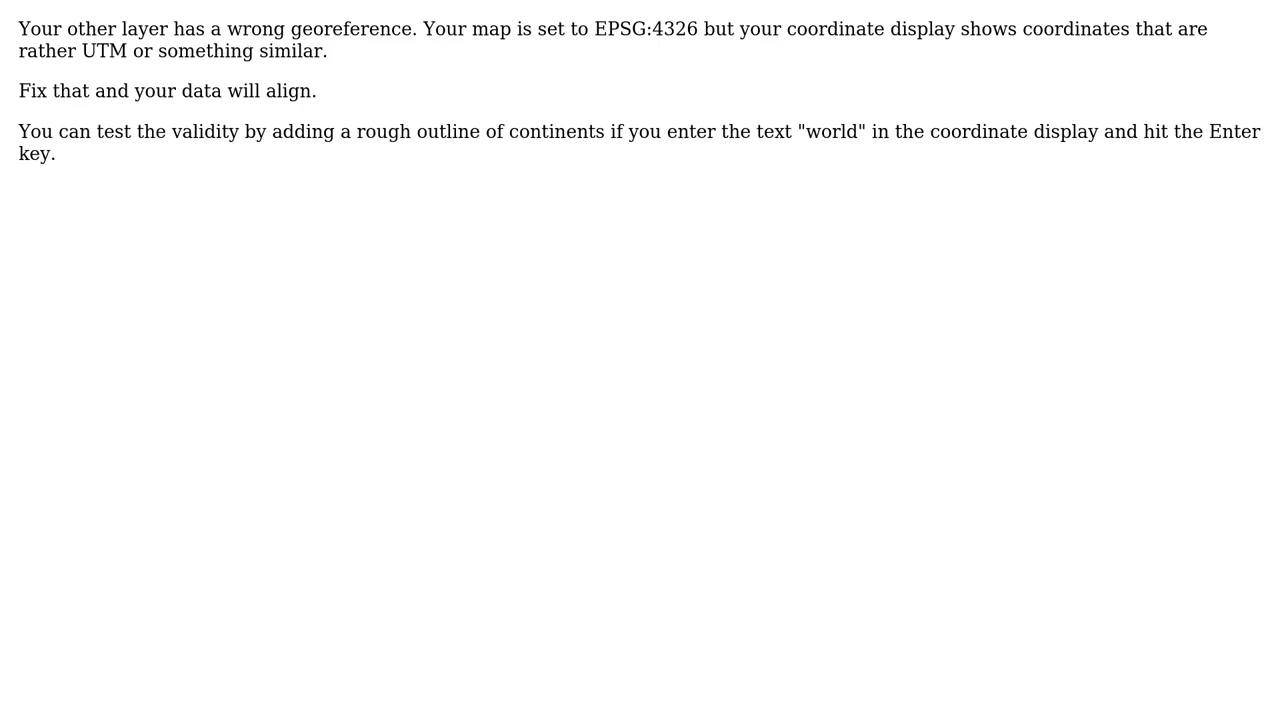 Your other layer has a wrong georeference. Your map is set to EPSG:4326 but your coordinate display shows coordinates that are
rather UTM or something similar.
Fix that and your data will align.
You can test the validity by adding a rough outline of continents if you enter the text "world" in the coordinate display and hit the Enter
key.